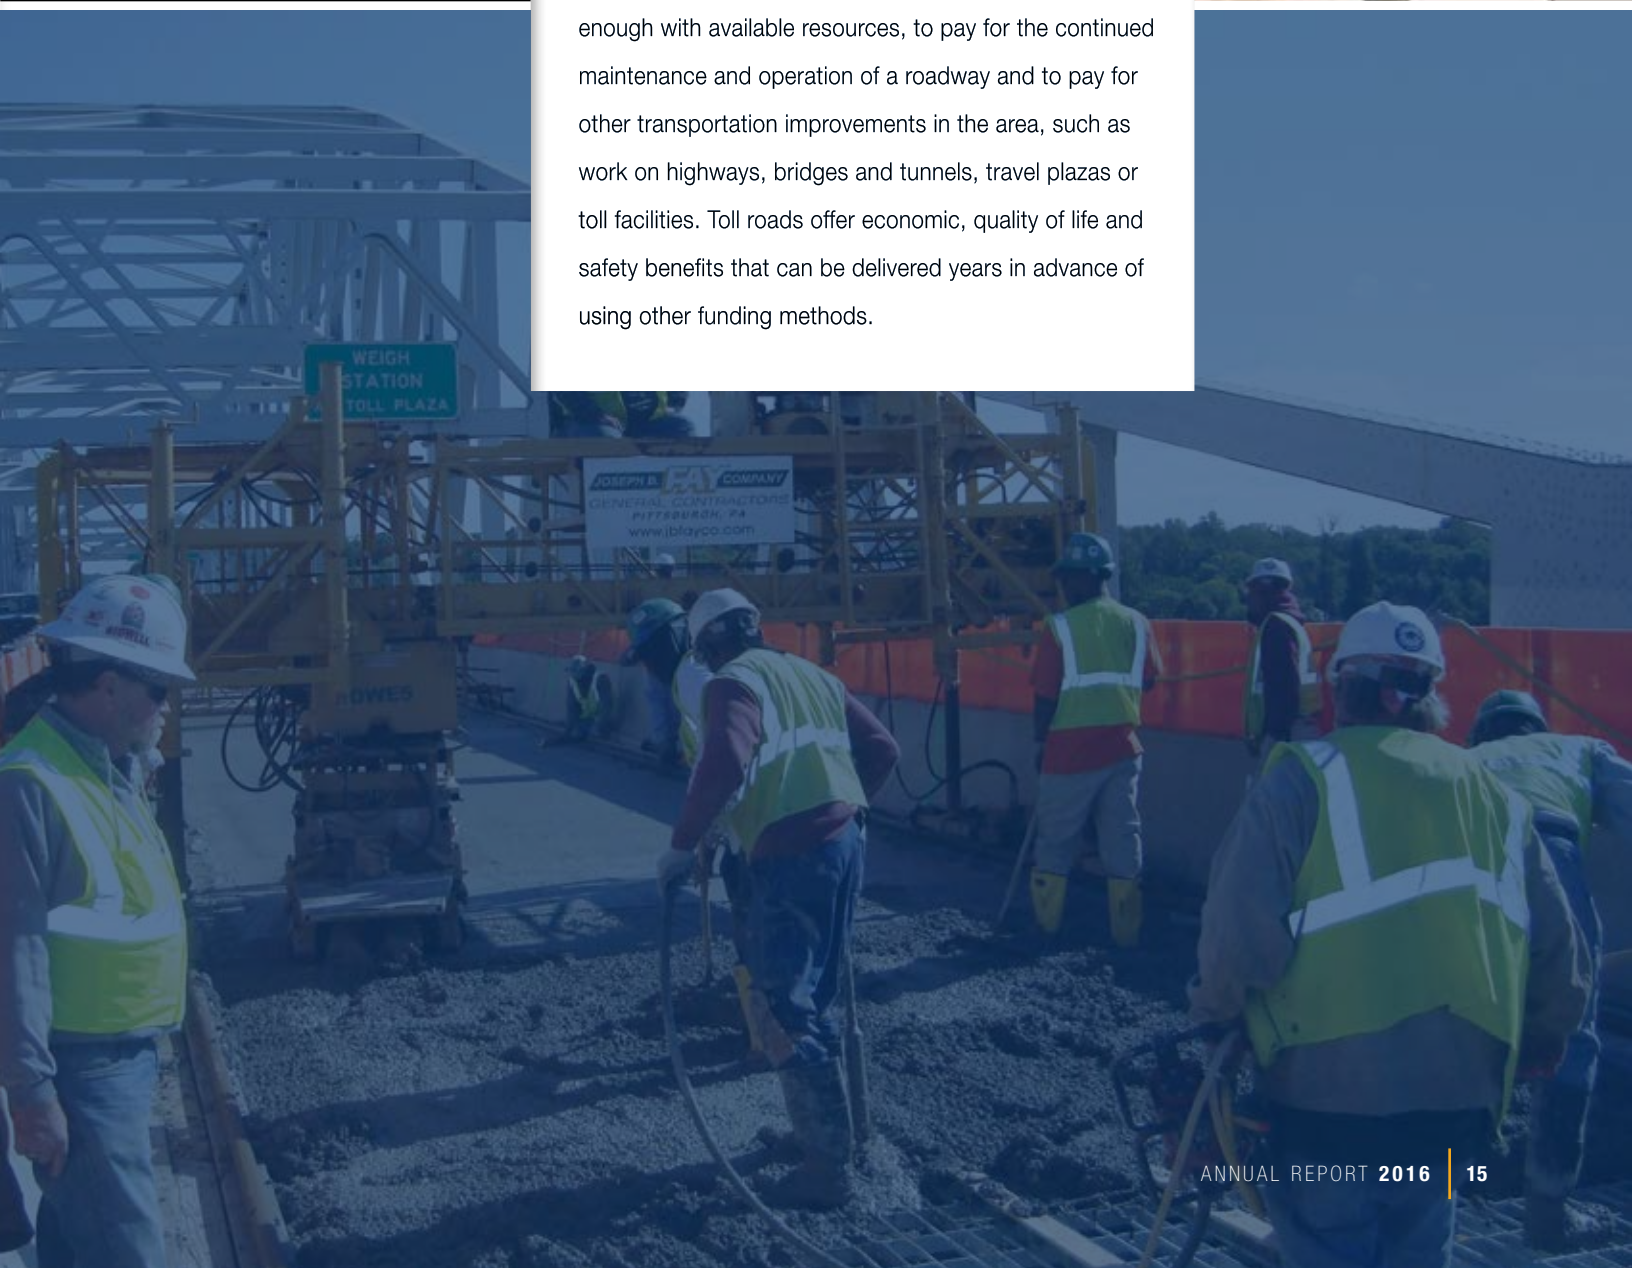 enough with available resources, to pay for the continued
maintenance and operation of a roadway and to pay for
other transportation improvements in the area, such as
work on highways, bridges and tunnels, travel plazas or
toll facilities. Toll roads offer economic, quality of life and
safety benefits that can be delivered years in advance of
using other funding methods.
WEIGH
STATION
TOLL PLAZA
JOSEPH B. FAY COMPANY
GENERAL CONTRACTORS
PITTSBURGH, PA
www.jbfayco.com
ANNUAL REPORT 2016 15